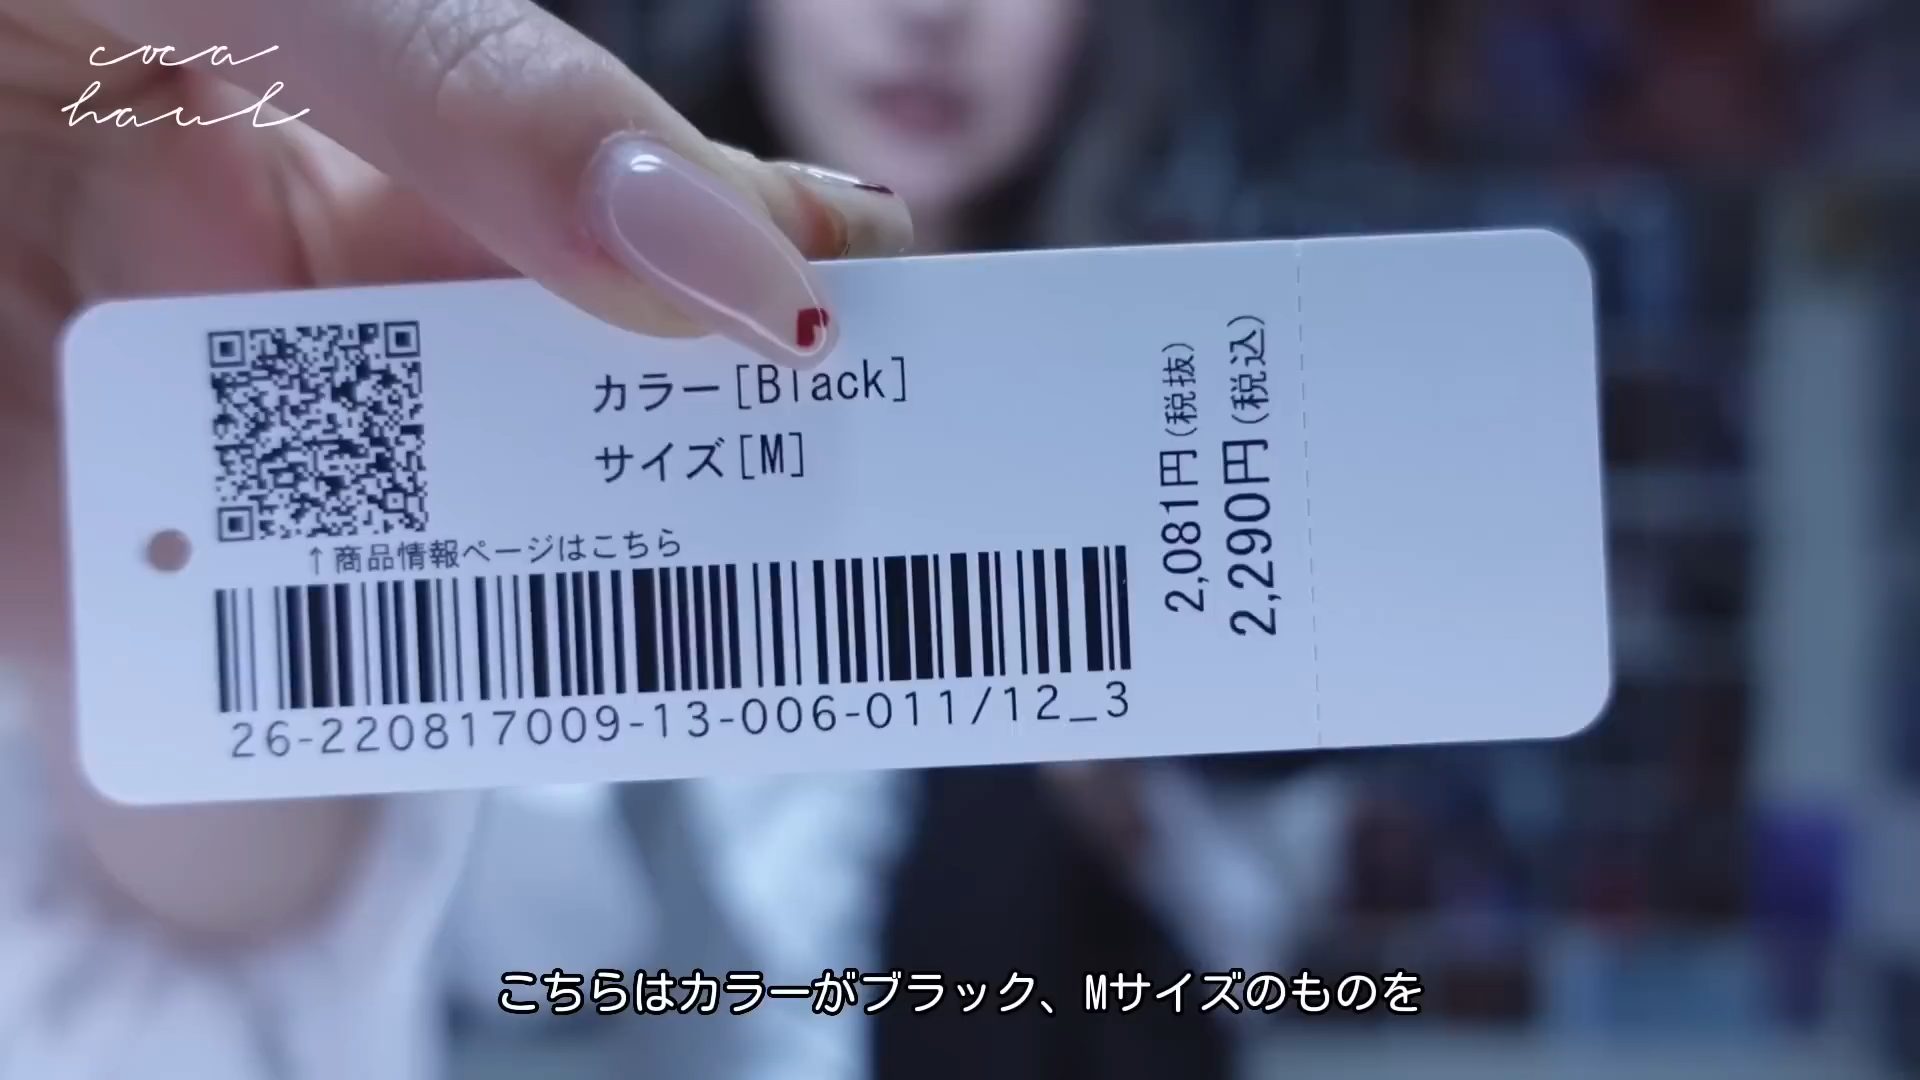 coca
haul
カラー[Black]
サイズ[M]
↑商品情報ページはこちら
26-220817009-13-006-011/12_3
2,081円(税抜)
2,290円(税込)
こちらはカラーがブラック、Mサイズのものを